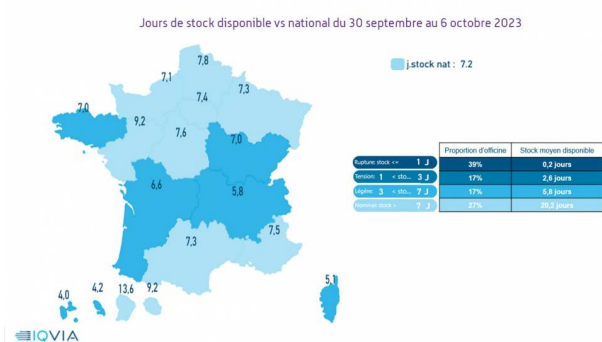 Jours de stock disponible vs national du 30 septembre au 6 octobre 2023
j.stock nat : 7.2
7,8
7,1
7,4
7,3
7,0
9,2
7,6
7,0
6,6
5,8
7,5
7,3
4,0
4,2
13,6
9,2
5,1
Proportion d'officine Stock moyen disponible
Rupture: stock <= 1 J 39% 0,2 jours
Tension: 1 < sto... 3 J 17% 2,6 jours
Légère: 3 < sto... 7 J 17% 5,8 jours
Nominal: stock > 7 J 27% 20,3 jours
IQVIA